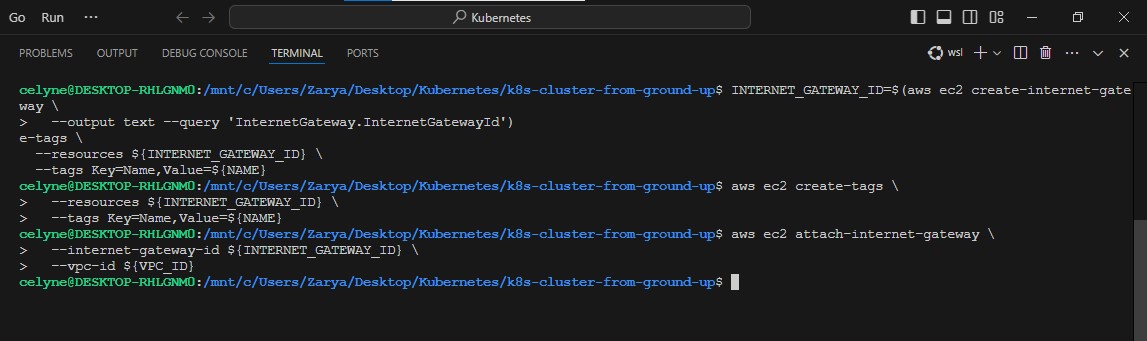 Go Run ··· Kubernetes
PROBLEMS OUTPUT DEBUG CONSOLE TERMINAL PORTS wsl
celyne@DESKTOP-RHLGNM0:/mnt/c/Users/Zarya/Desktop/Kubernetes/k8s-cluster-from-ground-up$ INTERNET_GATEWAY_ID=$(aws ec2 create-internet-gate
way \
>   --output text --query 'InternetGateway.InternetGatewayId')
e-tags \
  --resources ${INTERNET_GATEWAY_ID} \
  --tags Key=Name,Value=${NAME}
celyne@DESKTOP-RHLGNM0:/mnt/c/Users/Zarya/Desktop/Kubernetes/k8s-cluster-from-ground-up$ aws ec2 create-tags \
>   --resources ${INTERNET_GATEWAY_ID} \
>   --tags Key=Name,Value=${NAME}
celyne@DESKTOP-RHLGNM0:/mnt/c/Users/Zarya/Desktop/Kubernetes/k8s-cluster-from-ground-up$ aws ec2 attach-internet-gateway \
>   --internet-gateway-id ${INTERNET_GATEWAY_ID} \
>   --vpc-id ${VPC_ID}
celyne@DESKTOP-RHLGNM0:/mnt/c/Users/Zarya/Desktop/Kubernetes/k8s-cluster-from-ground-up$